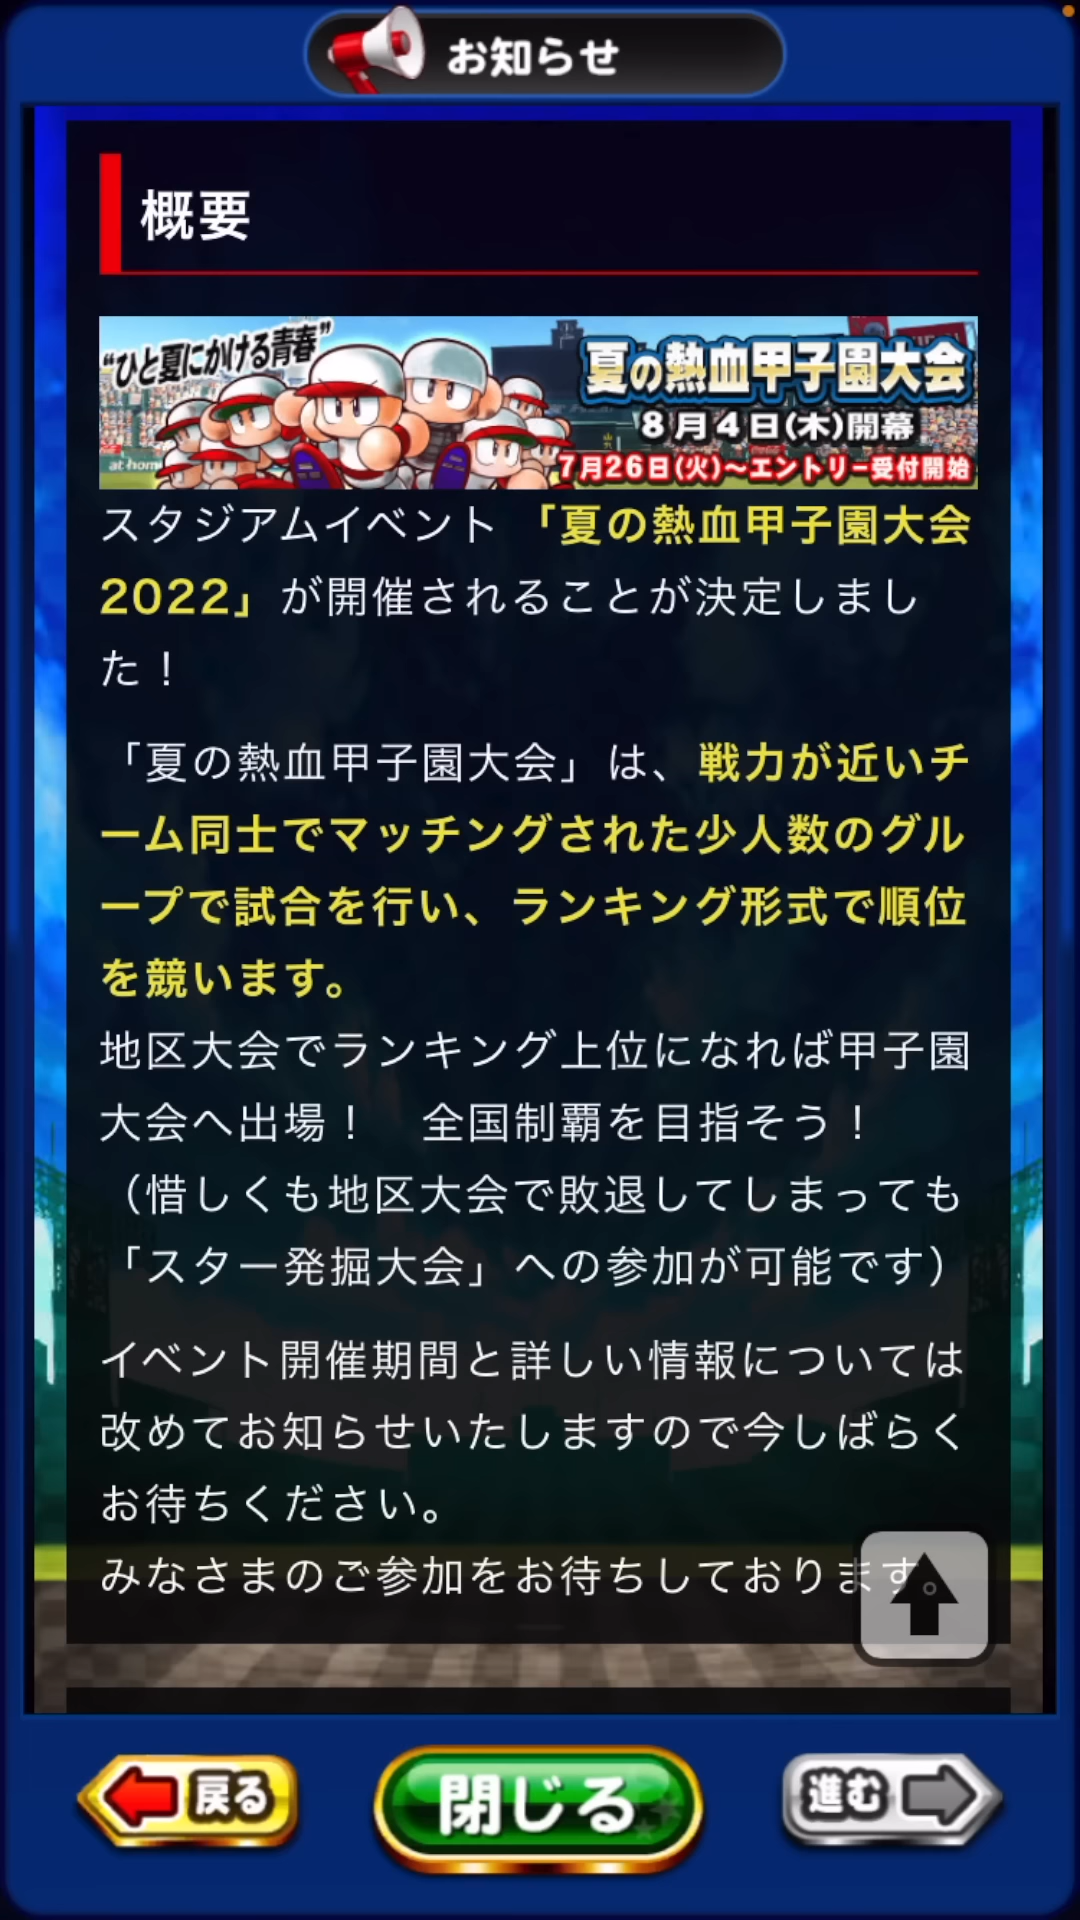 お知らせ
概要
“ひと夏にかける青春”
夏の熱血甲子園大会
8月4日(木)開幕
at home
7月26日(火)～エントリー受付開始
スタジアムイベント「夏の熱血甲子園大会
2022」が開催されることが決定しまし
た！
「夏の熱血甲子園大会」は、戦力が近いチ
ーム同士でマッチングされた少人数のグル
ープで試合を行い、ランキング形式で順位
を競います。
地区大会でランキング上位になれば甲子園
大会へ出場！　全国制覇を目指そう！
（惜しくも地区大会で敗退してしまっても
「スター発掘大会」への参加が可能です）
イベント開催期間と詳しい情報については
改めてお知らせいたしますので今しばらく
お待ちください。
みなさまのご参加をお待ちしております
戻る
閉じる
進む